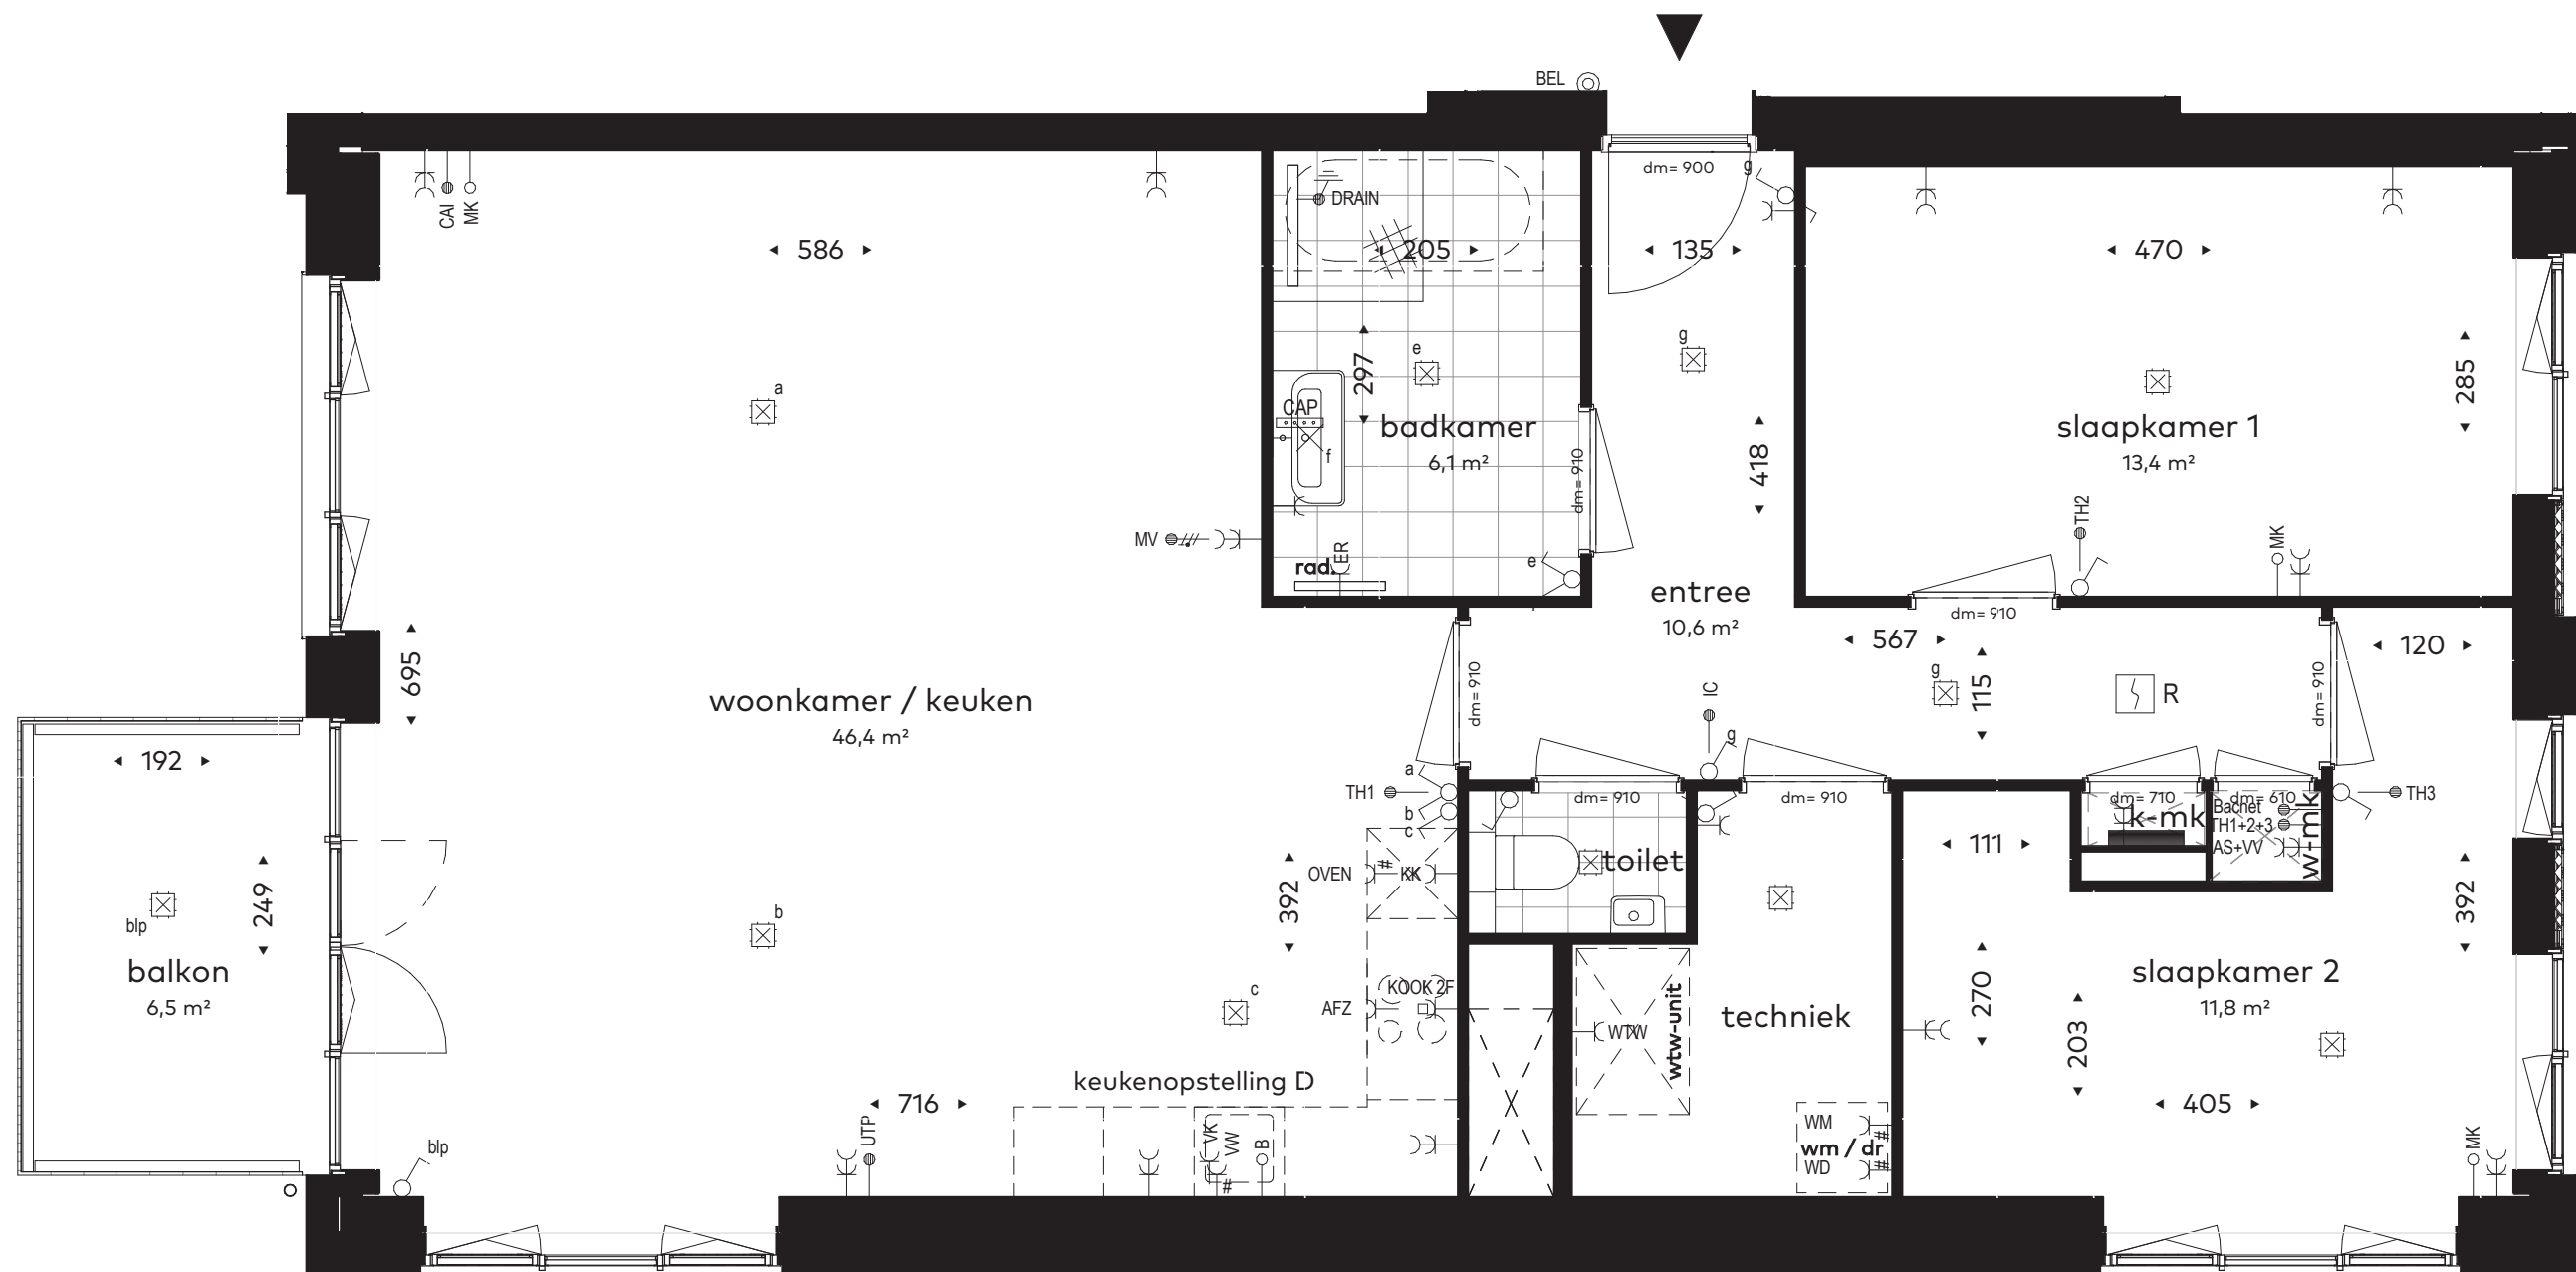 BEL
dm= 900
g
CAI
MK
DRAIN
586
205
135
470
g
e
297
285
a
CAP
f
badkamer
6,1 m²
dm= 910
418
slaapkamer 1
13,4 m²
TH2
MK
MV
ER
rad.
e
entree
10,6 m²
dm= 910
567
120
695
g
115
dm= 910
IC
R
dm= 910
woonkamer / keuken
46,4 m²
g
192
a
TH1
b
c
dm= 910
dm= 910
dm= 710
dm= 610
k-mk
Bachet
TH1+2+3
AS+VV
w-mk
TH3
111
toilet
OVEN
#
KK
392
392
249
blp
b
balkon
6,5 m²
c
AFZ
KOOK 2F
WTW
wtw-unit
techniek
270
203
slaapkamer 2
11,8 m²
keukenopstelling D
716
405
UTP
VK
VW
B
#
WM
#
wm / dr
WD
#
MK
blp